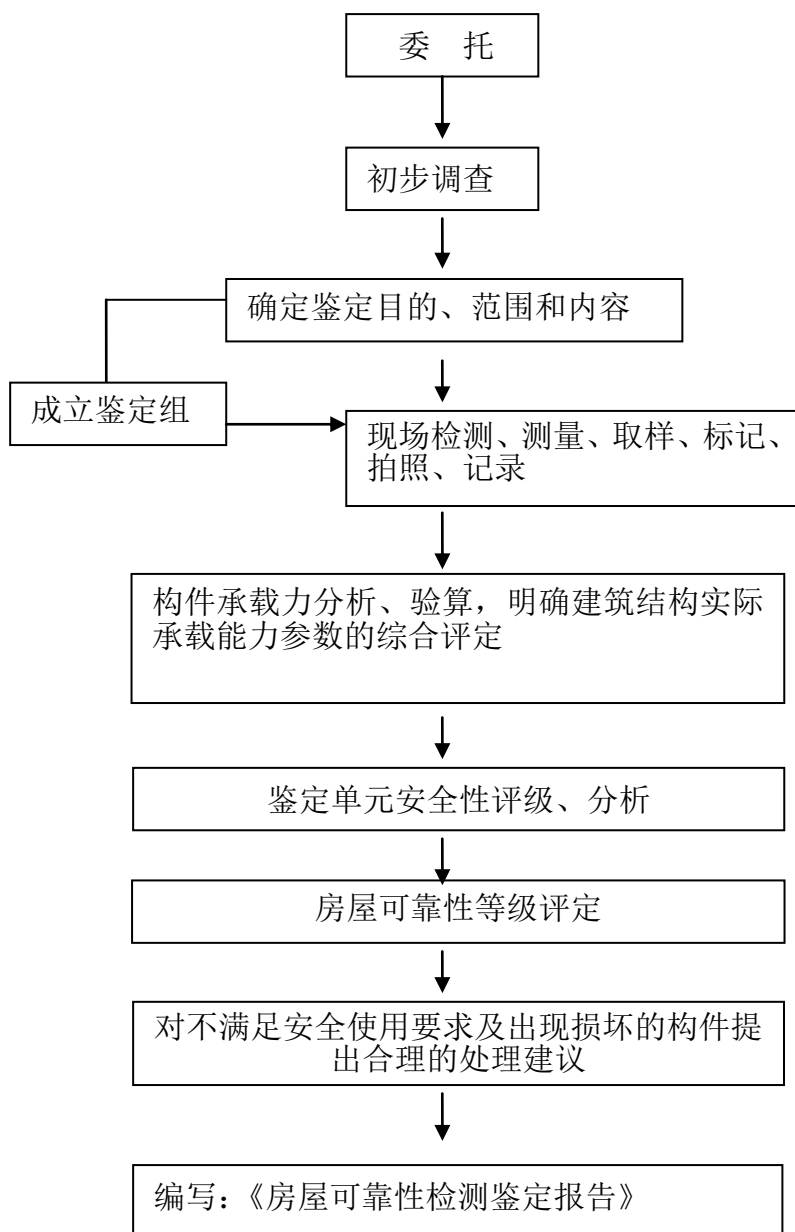 委 托
初步调查
确定鉴定目的、范围和内容
成立鉴定组
现场检测、测量、取样、标记、
拍照、记录
构件承载力分析、验算，明确建筑结构实际
承载能力参数的综合评定
鉴定单元安全性评级、分析
房屋可靠性等级评定
对不满足安全使用要求及出现损坏的构件提
出合理的处理建议
编写：《房屋可靠性检测鉴定报告》